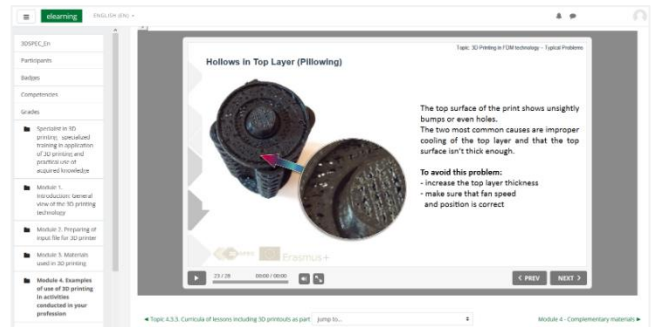 elearning ENGLISH (EN)
3DSPEC_En
Participants
Badges
Competencies
Grades
Specialist in 3D
printing - specialized
training in application
of 3D printing and
practical use of
acquired knowledge
Module 1.
Introduction: General
view of the 3D printing
technology
Module 2. Preparing of
input file for 3D printer
Module 3. Materials
used in 3D printing
Module 4. Examples
of use of 3D printing
in activities
conducted in your
profession
Topic: 3D Printing in FDM technology – Typical Problems
Hollows in Top Layer (Pillowing)
The top surface of the print shows unsightly
bumps or even holes.
The two most common causes are improper
cooling of the top layer and that the top
surface isn't thick enough.
To avoid this problem:
- increase the top layer thickness
- make sure that fan speed
and position is correct
Erasmus+
23 / 28 00:00 / 00:00
< PREV NEXT >
◄ Topic 4.3.3. Curricula of lessons including 3D printouts as part Jump to... Module 4 - Complementary materials ►